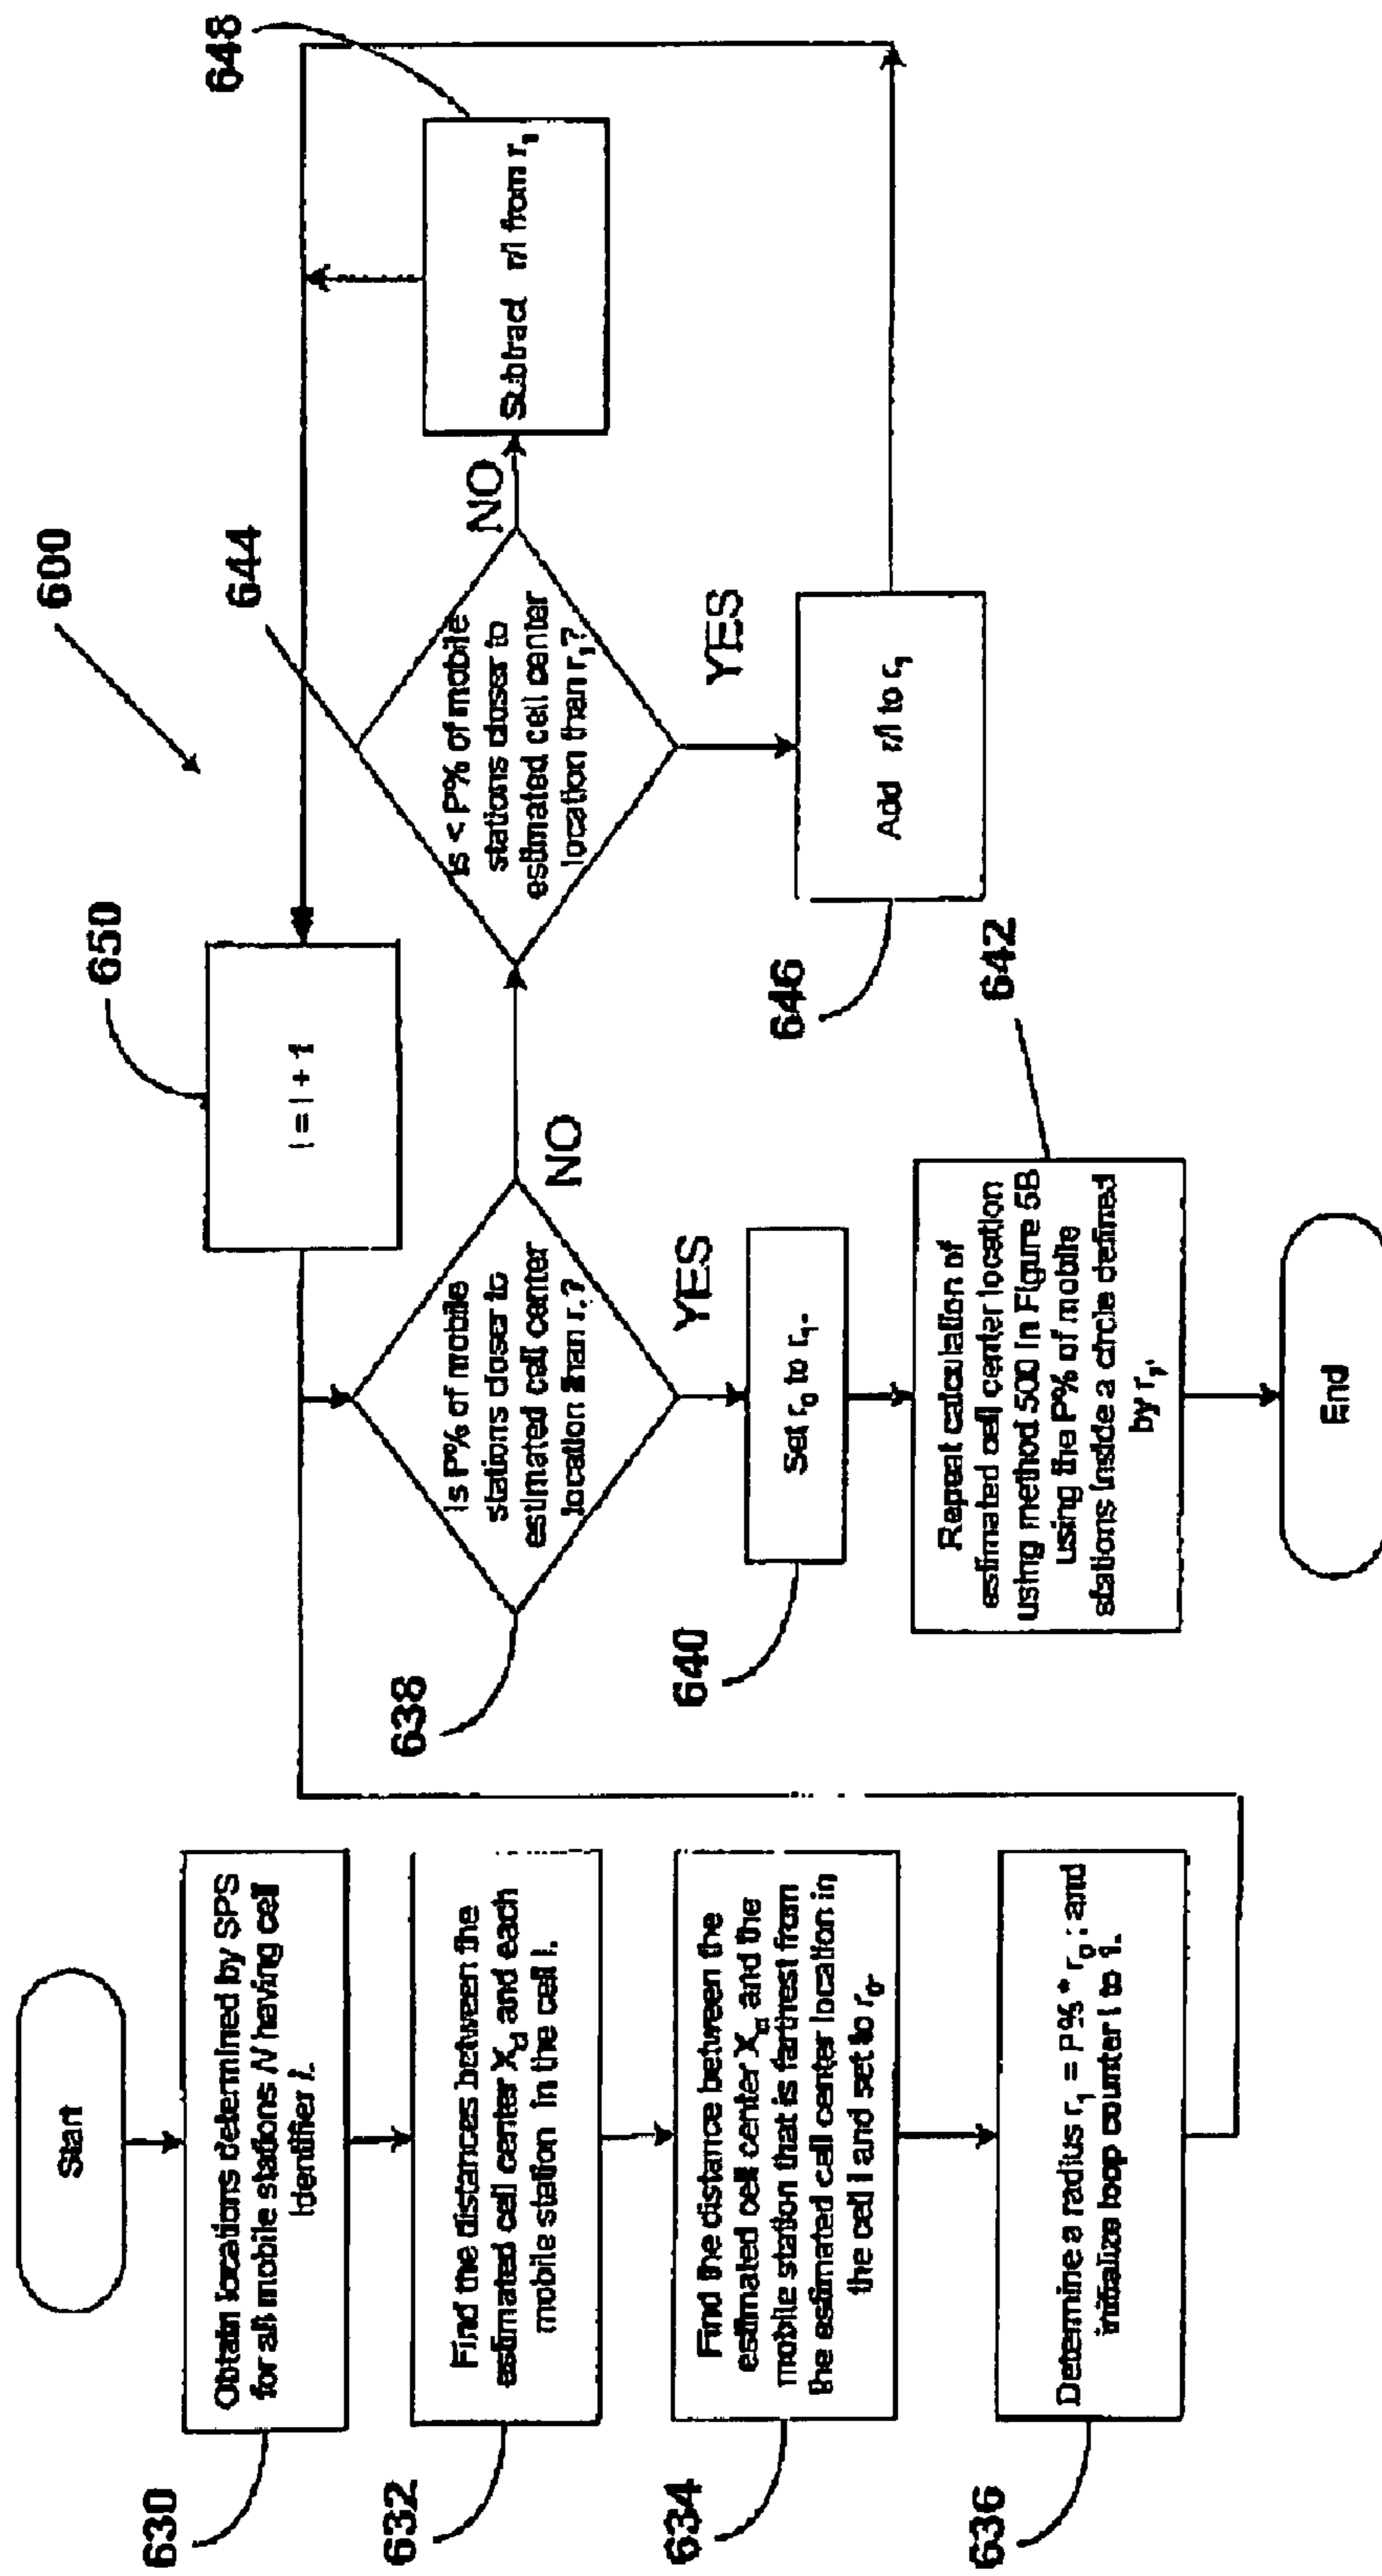 600
Start
630
Obtain locations determined by SPS
for all mobile stations N having cell
identifier i.
632
Find the distances between the
estimated cell center X_ci and each
mobile station in the cell i.
634
Find the distance between the
estimated cell center X_ci and the
mobile station that is farthest from
the estimated cell center location in
the cell i and set to r₀.
636
Determine a radius r₁ = P% * r₀; and
initialize loop counter i to 1.
650
i = i + 1
638
Is P% of mobile
stations closer to
estimated cell center
location than r₁?
NO
YES
640
Set r₀ to r₁.
642
Repeat calculation of
estimated cell center location
using method 500 in Figure 5B
using the P% of mobile
stations inside a circle defined
by r₁.
End
644
Is < P% of mobile
stations closer to
estimated cell center
location than r₁?
NO
YES
646
Add r/i to r₁
648
Subtract r/i from r₁